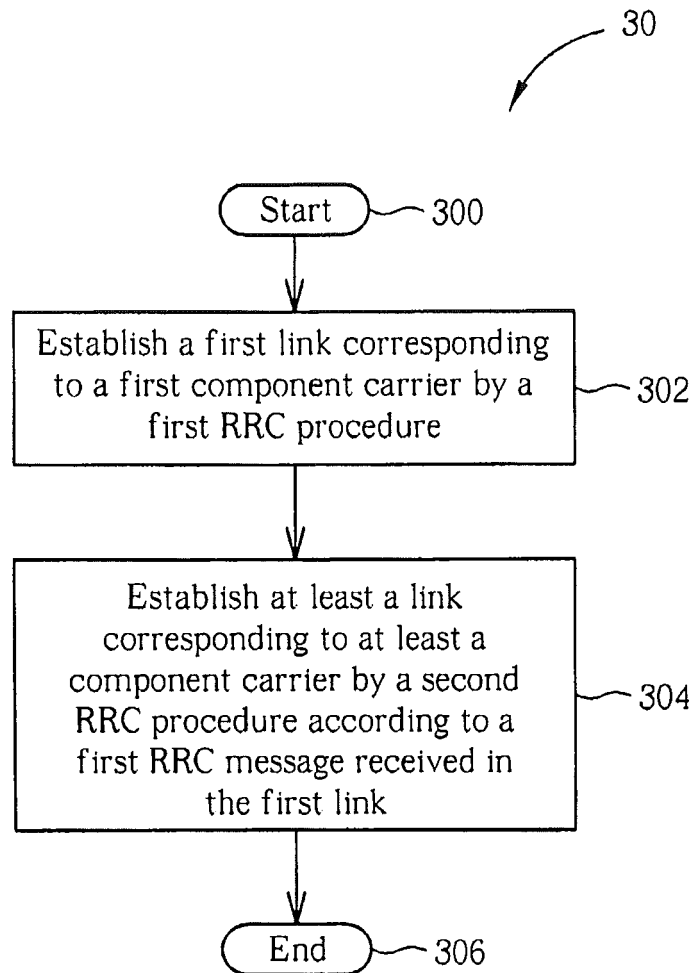 30
Start
300
Establish a first link corresponding
to a first component carrier by a
first RRC procedure
302
Establish at least a link
corresponding to at least a
component carrier by a second
RRC procedure according to a
first RRC message received in
the first link
304
End
306